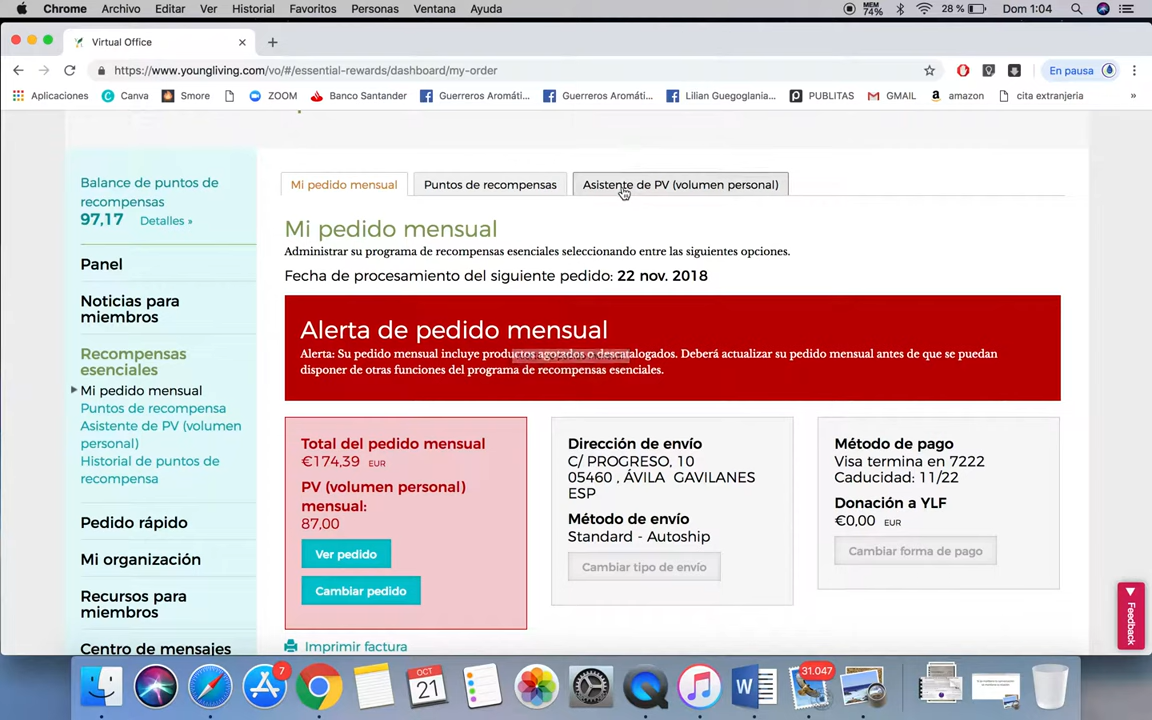 Chrome Archivo Editar Ver Historial Favoritos Personas Ventana Ayuda MEM 74% 28 % Dom 1:04
Virtual Office
https://www.youngliving.com/vo/#/essential-rewards/dashboard/my-order En pausa
Aplicaciones Canva Smore ZOOM Banco Santander Guerreros Aromáti... Guerreros Aromáti... Lilian Guegoglania... PUBLITAS GMAIL amazon cita extranjeria »
Balance de puntos de
recompensas
97,17 Detalles »
Panel
Noticias para
miembros
Recompensas
esenciales
Mi pedido mensual
Puntos de recompensa
Asistente de PV (volumen
personal)
Historial de puntos de
recompensa
Pedido rápido
Mi organización
Recursos para
miembros
Centro de mensajes
Mi pedido mensual Puntos de recompensas Asistente de PV (volumen personal)
Mi pedido mensual
Administrar su programa de recompensas esenciales seleccionando entre las siguientes opciones.
Fecha de procesamiento del siguiente pedido: 22 nov. 2018
Alerta de pedido mensual
Alerta: Su pedido mensual incluye productos agotados o descatalogados. Deberá actualizar su pedido mensual antes de que se puedan
disponer de otras funciones del programa de recompensas esenciales.
Total del pedido mensual
€174,39 EUR
PV (volumen personal)
mensual:
87,00
Ver pedido
Cambiar pedido
Dirección de envío
C/ PROGRESO, 10
05460 , ÁVILA GAVILANES
ESP
Método de envío
Standard - Autoship
Cambiar tipo de envío
Método de pago
Visa termina en 7222
Caducidad: 11/22
Donación a YLF
€0,00 EUR
Cambiar forma de pago
Imprimir factura
Feedback
7 OCT 21 31.047